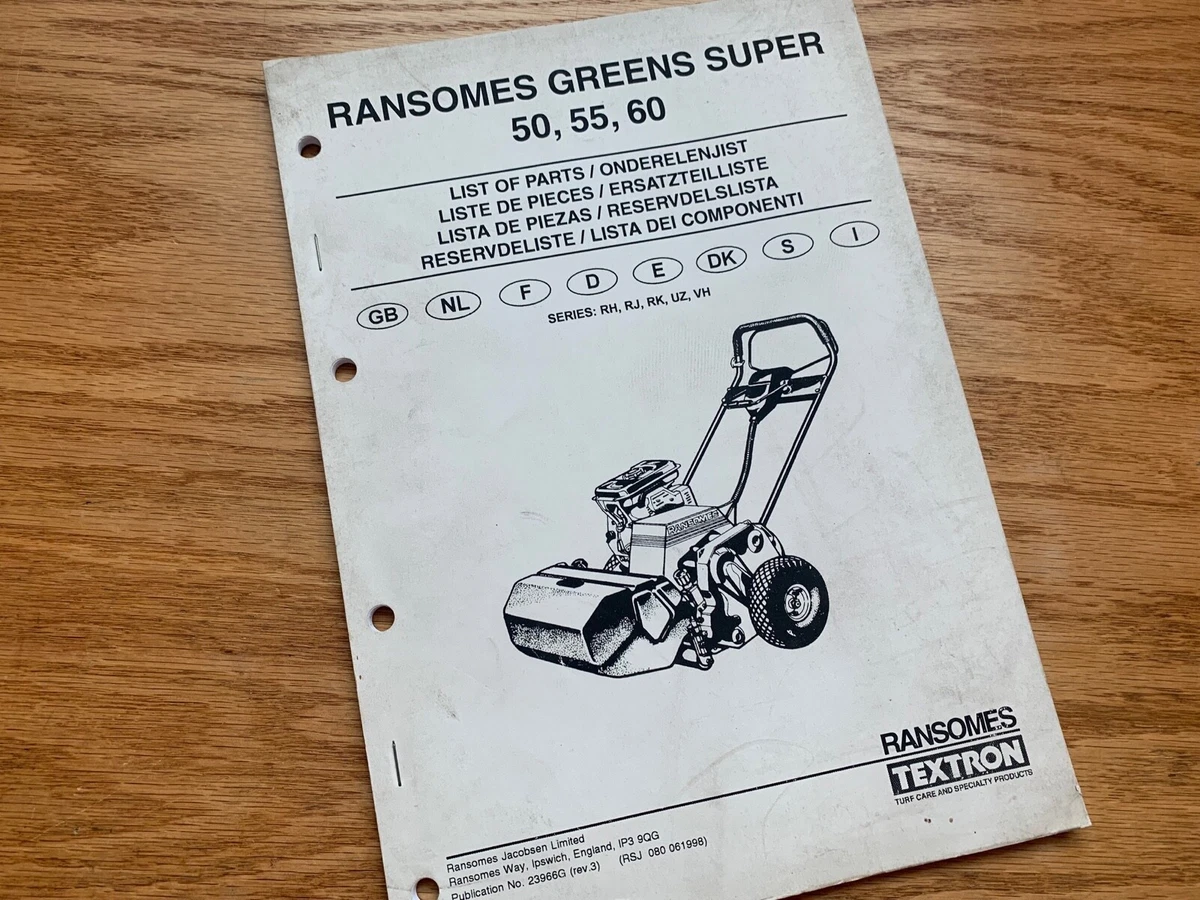 RANSOMES GREENS SUPER
50, 55, 60
LIST OF PARTS / ONDERELENJIST
LISTE DE PIECES / ERSATZTEILLISTE
LISTA DE PIEZAS / RESERVDELSLISTA
RESERVDELISTE / LISTA DEI COMPONENTI
GB NL F D E DK S I
SERIES: RH, RJ, RK, UZ, VH
RANSOMES
RANSOMES
TEXTRON
TURF CARE AND SPECIALTY PRODUCTS
Ransomes Jacobsen Limited
Ransomes Way, Ipswich, England, IP3 9QG
Publication No. 23966G (rev.3) (RSJ 080 061998)